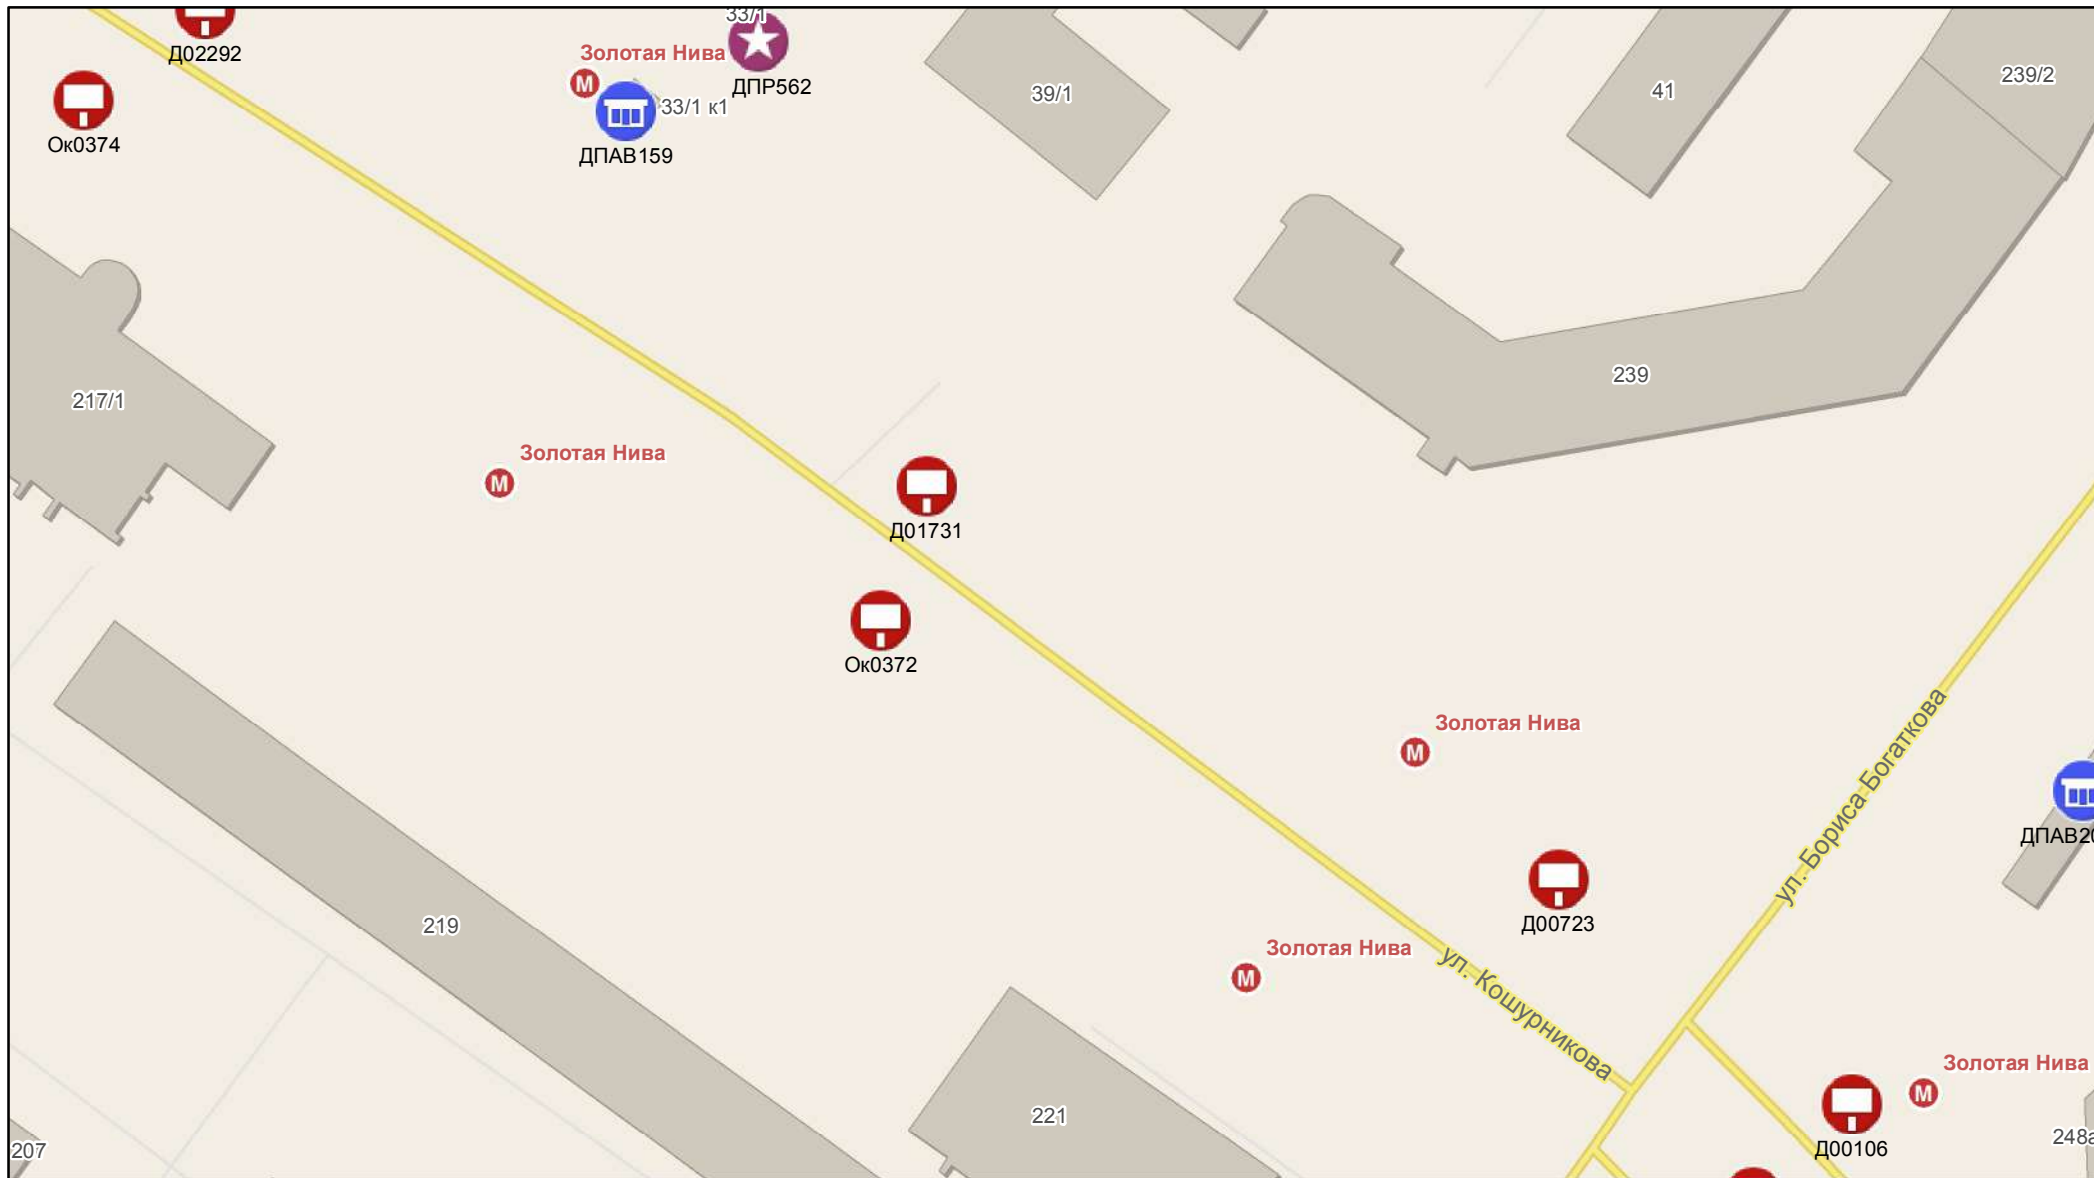 33/1
Д02292
Золотая Нива
М
ДПР562
33/1 к1
ДПАВ159
Ок0374
39/1
41
239/2
217/1
239
Золотая Нива
М
Д01731
Ок0372
Золотая Нива
М
ул. Бориса Богаткова
ДПАВ20
Д00723
219
Золотая Нива
М
ул. Кошурникова
Золотая Нива
М
Д00106
221
248а
207